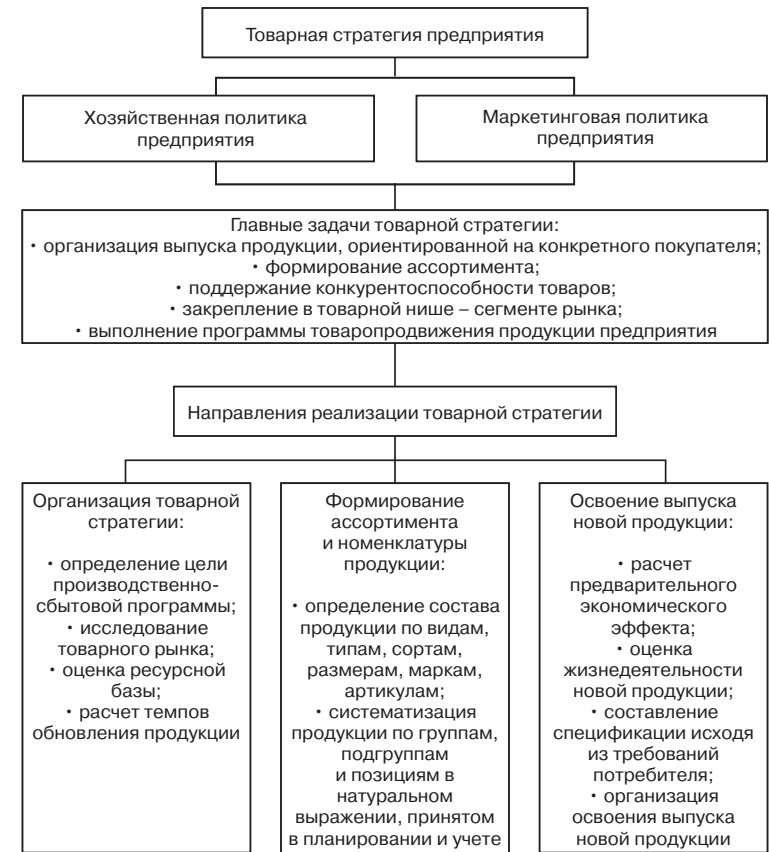 Товарная стратегия предприятия
Хозяйственная политика
предприятия
Маркетинговая политика
предприятия
Главные задачи товарной стратегии:
• организация выпуска продукции, ориентированной на конкретного покупателя;
• формирование ассортимента;
• поддержание конкурентоспособности товаров;
• закрепление в товарной нише – сегменте рынка;
• выполнение программы товаропродвижения продукции предприятия
Направления реализации товарной стратегии
Организация товарной
стратегии:
• определение цели
производственно-
сбытовой программы;
• исследование
товарного рынка;
• оценка ресурсной
базы;
• расчет темпов
обновления продукции
Формирование
ассортимента
и номенклатуры
продукции:
• определение состава
продукции по видам,
типам, сортам,
размерам, маркам,
артикулам;
• систематизация
продукции по группам,
подгруппам
и позициям в
натуральном
выражении, принятом
в планировании и учете
Освоение выпуска
новой продукции:
• расчет
предварительного
экономического
эффекта;
• оценка
жизнедеятельности
новой продукции;
• составление
спецификации исходя
из требований
потребителя;
• организация
освоения выпуска
новой продукции